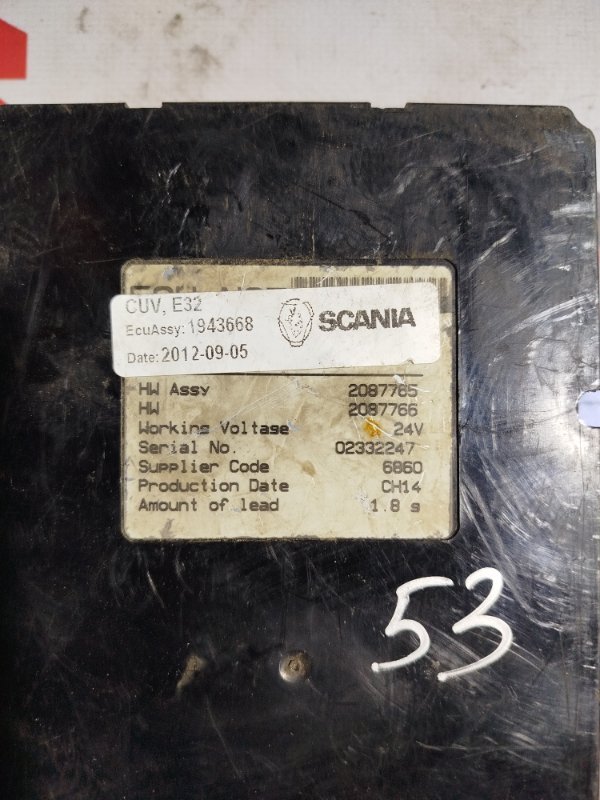 CUV, E32
EcuAssy: 1943668
Date: 2012-09-05
SCANIA
HW Assy 2087765
HW 2087766
Working Voltage 24V
Serial No. 02332247
Supplier Code 6860
Production Date CH14
Amount of lead 1.8 g
53